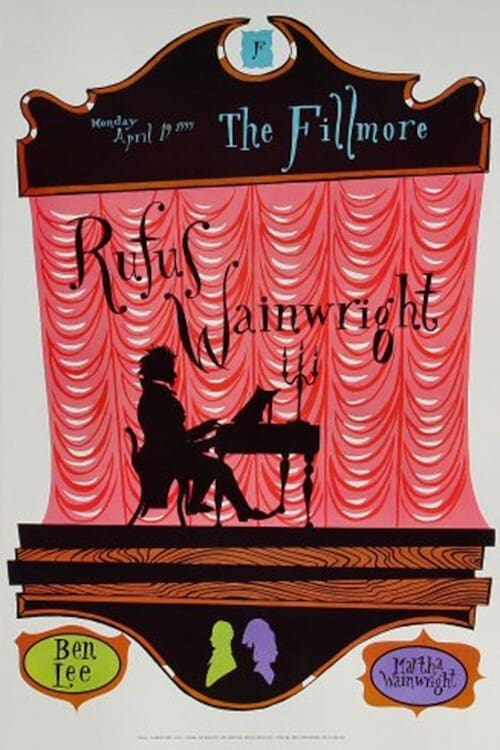 F
Monday
April 19 1999
The Fillmore
Rufus
Wainwright
Ben
Lee
Martha
Wainwright